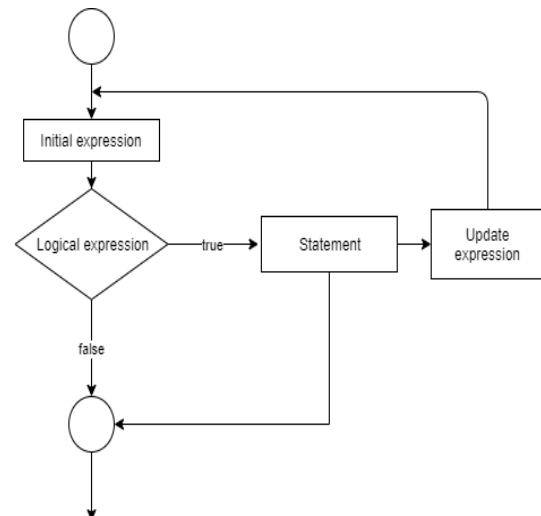 Initial expression
Logical expression
true
Statement
Update
expression
false